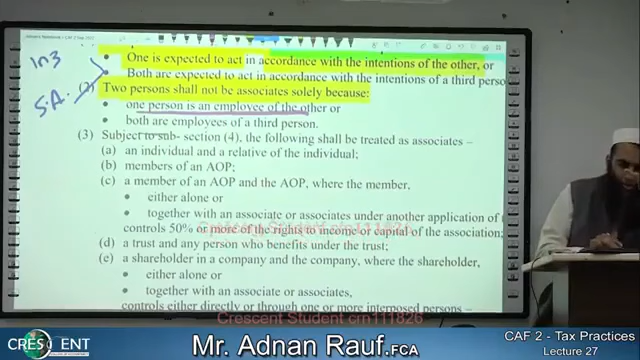 In 3
S.A.
• One is expected to act in accordance with the intentions of the other, or
• Both are expected to act in accordance with the intentions of a third perso
(2) Two persons shall not be associates solely because:
• one person is an employee of the other or
• both are employees of a third person.
(3) Subject to sub- section (4), the following shall be treated as associates –
(a) an individual and a relative of the individual;
(b) members of an AOP;
(c) a member of an AOP and the AOP, where the member,
• either alone or
• together with an associate or associates under another application of t
controls 50% or more of the rights to income or capital of the association;
(d) a trust and any person who benefits under the trust;
(e) a shareholder in a company and the company, where the shareholder,
• either alone or
• together with an associate or associates,
controls either directly or through one or more interposed persons –
Crescent Student crn111826
CRESCENT
Mr. Adnan Rauf.FCA
CAF 2 - Tax Practices
Lecture 27